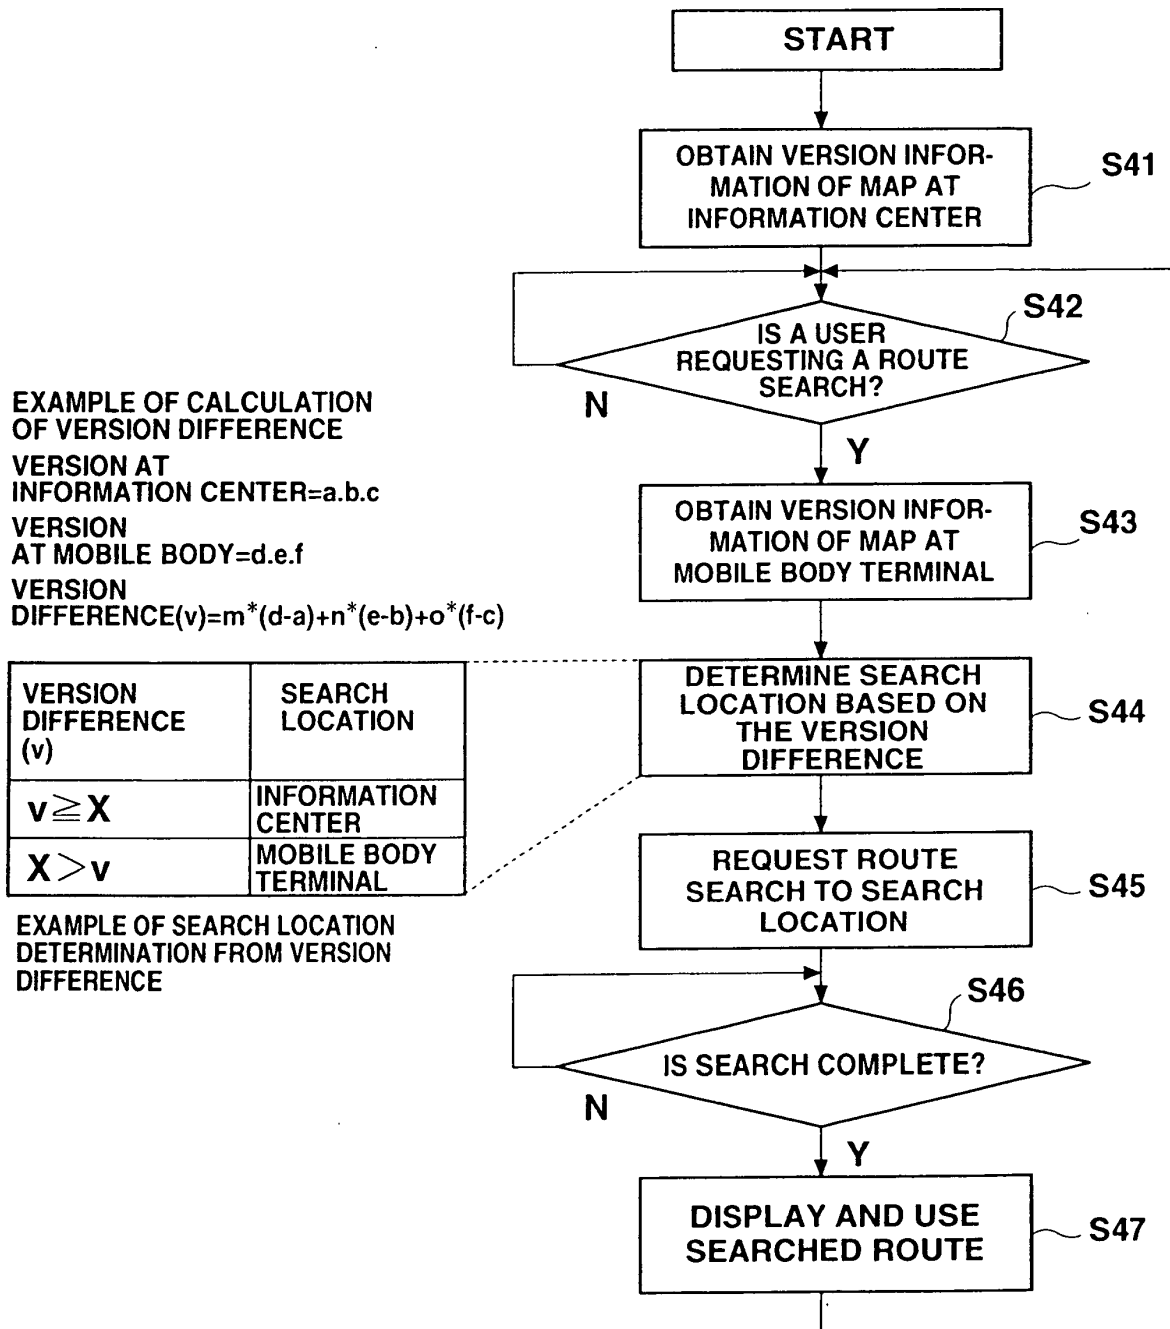 START
OBTAIN VERSION INFOR-
MATION OF MAP AT
INFORMATION CENTER
S41
S42
IS A USER
REQUESTING A ROUTE
SEARCH?
N
Y
EXAMPLE OF CALCULATION
OF VERSION DIFFERENCE
VERSION AT
INFORMATION CENTER=a.b.c
VERSION
AT MOBILE BODY=d.e.f
VERSION
DIFFERENCE(v)=m*(d-a)+n*(e-b)+o*(f-c)
OBTAIN VERSION INFOR-
MATION OF MAP AT
MOBILE BODY TERMINAL
S43
VERSION
DIFFERENCE
(v)
SEARCH
LOCATION
v≧X
INFORMATION
CENTER
X>v
MOBILE BODY
TERMINAL
EXAMPLE OF SEARCH LOCATION
DETERMINATION FROM VERSION
DIFFERENCE
DETERMINE SEARCH
LOCATION BASED ON
THE VERSION
DIFFERENCE
S44
REQUEST ROUTE
SEARCH TO SEARCH
LOCATION
S45
S46
IS SEARCH COMPLETE?
N
Y
DISPLAY AND USE
SEARCHED ROUTE
S47